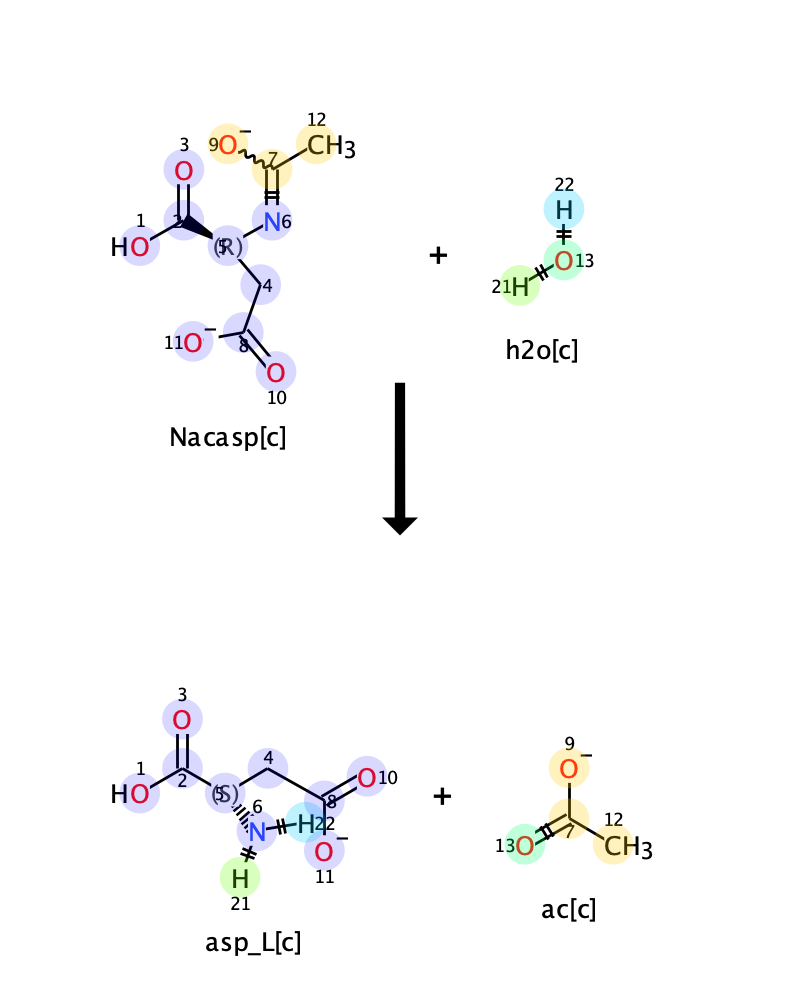 12
3 9 O − 7 CH3
O 22
1 2 N 6 H
HO (R) 5 + O 13
4 21 H
11 O − 8 h2o[c]
O
10
Nacasp[c]
3
O 9
O −
1 4 O 10
HO 2 5 (S) 6 8 + 12
N H 22 7
13 O CH3
H O −
21 11
asp_L[c] ac[c]